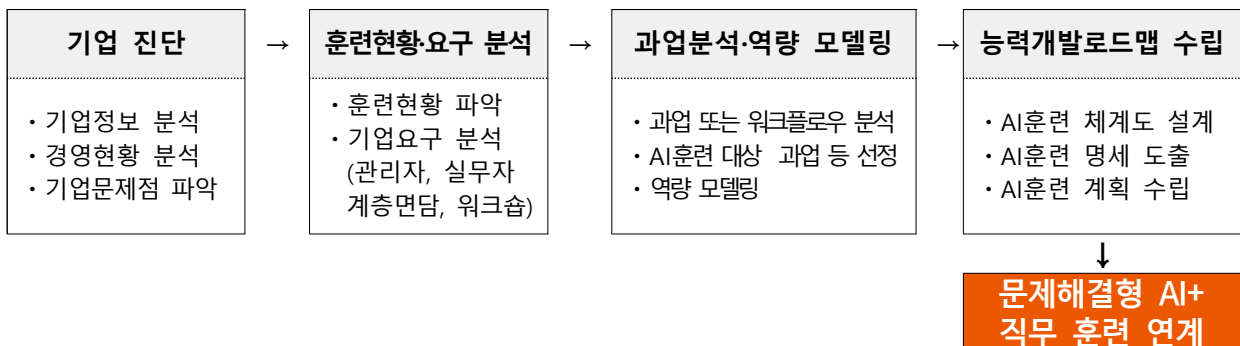 기업 진단
→
훈련현황·요구 분석
→
과업분석·역량 모델링
→
능력개발로드맵 수립
・기업정보 분석
・경영현황 분석
・기업문제점 파악
・훈련현황 파악
・기업요구 분석
(관리자, 실무자
계층면담, 워크숍)
・과업 또는 워크플로우 분석
・AI훈련 대상 과업 등 선정
・역량 모델링
・AI훈련 체계도 설계
・AI훈련 명세 도출
・AI훈련 계획 수립
↓
문제해결형 AI+
직무 훈련 연계